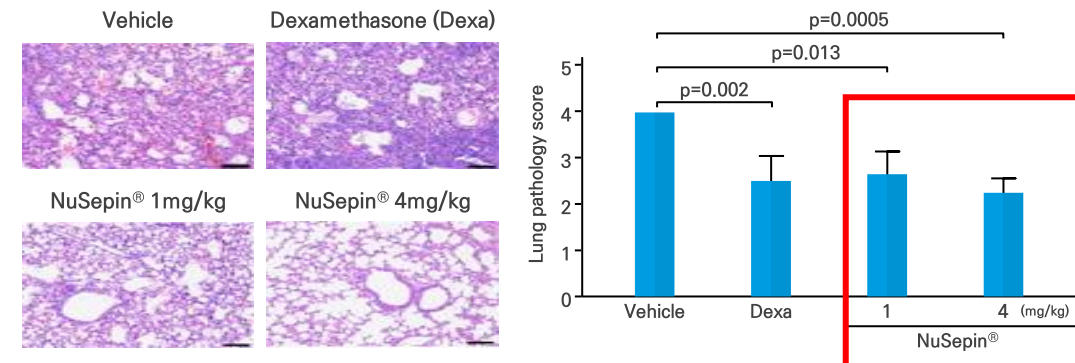 Vehicle
Dexamethasone (Dexa)
NuSepin® 1mg/kg
NuSepin® 4mg/kg
p=0.0005
p=0.013
p=0.002
Lung pathology score
5
4
3
2
1
0
Vehicle
Dexa
1
4 (mg/kg)
NuSepin®